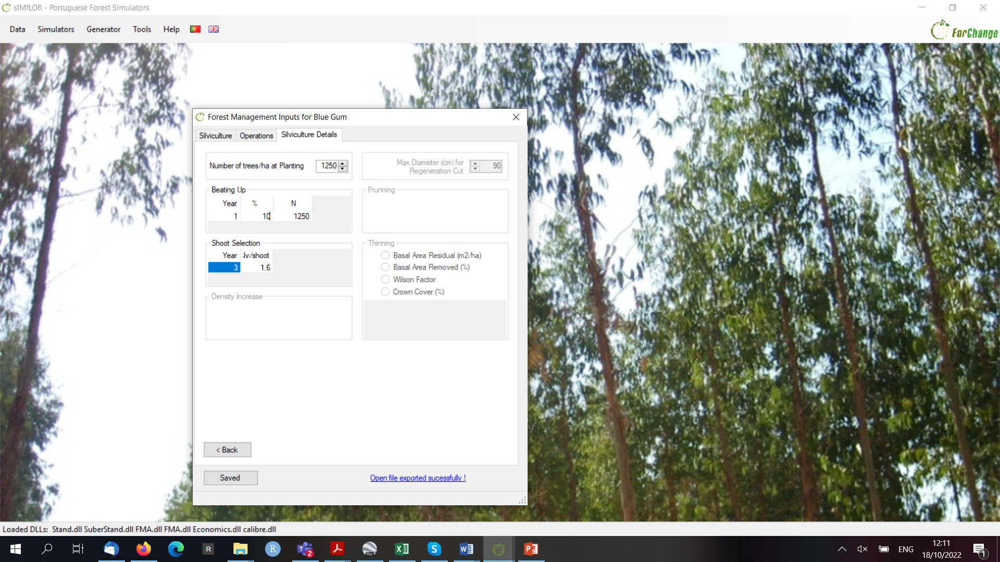 sIMfLOR - Portuguese Forest Simulators
Data Simulators Generator Tools Help
ForChange
Forest Management Inputs for Blue Gum
Silviculture Operations Silviculture Details
Number of trees/ha at Planting 1250
Max Diameter (cm) for
Regeneration Cut 90
Beating Up
Year % N
1 10 1250
Prunning
Shoot Selection
Year lv/shoot
3 1.6
Thinning
Basal Area Residual (m2/ha)
Basal Area Removed (%)
Wilson Factor
Crown Cover (%)
Density Increase
< Back
Saved
Open file exported sucessfully !
Loaded DLLs: Stand.dll SuberStand.dll FMA.dll FMA.dll Economics.dll calibre.dll
R
R
T
2
Pro
X
S
W
P
ENG
12:11
18/10/2022
1